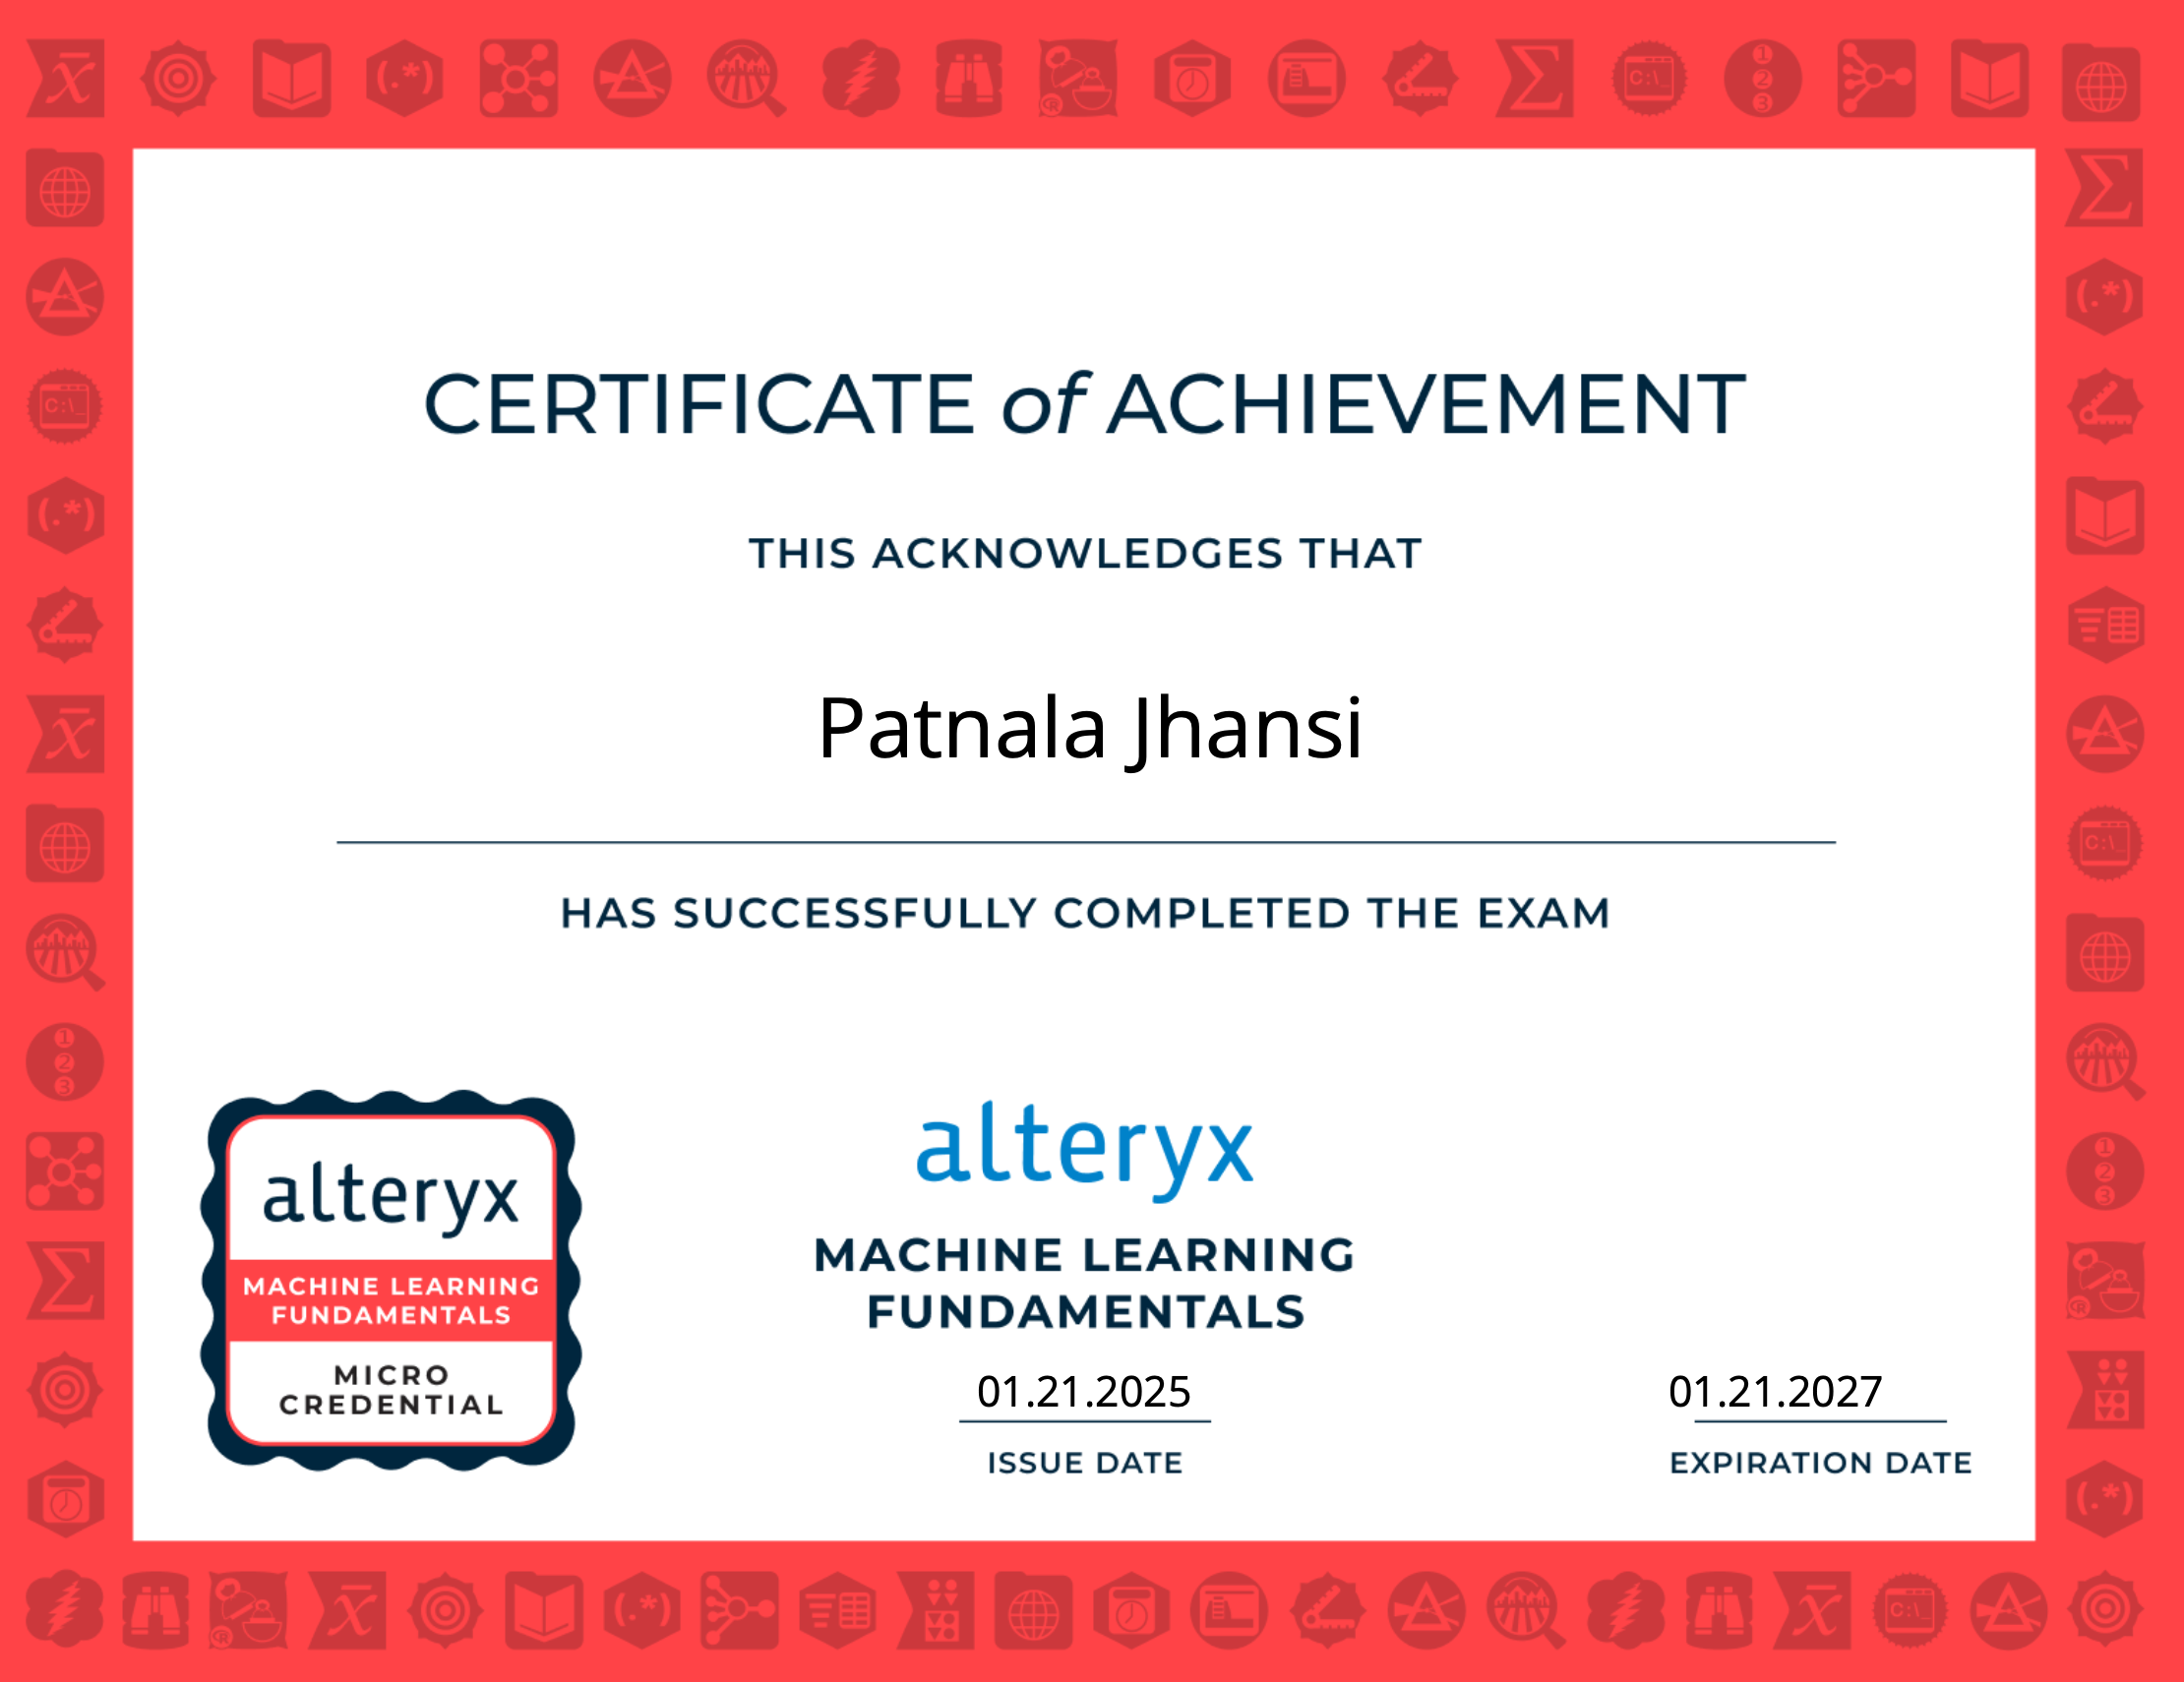 CERTIFICATE of ACHIEVEMENT
THIS ACKNOWLEDGES THAT
Patnala Jhansi
HAS SUCCESSFULLY COMPLETED THE EXAM
alteryx
MACHINE LEARNING
FUNDAMENTALS
MICRO
CREDENTIAL
alteryx
MACHINE LEARNING
FUNDAMENTALS
01.21.2025
ISSUE DATE
01.21.2027
EXPIRATION DATE